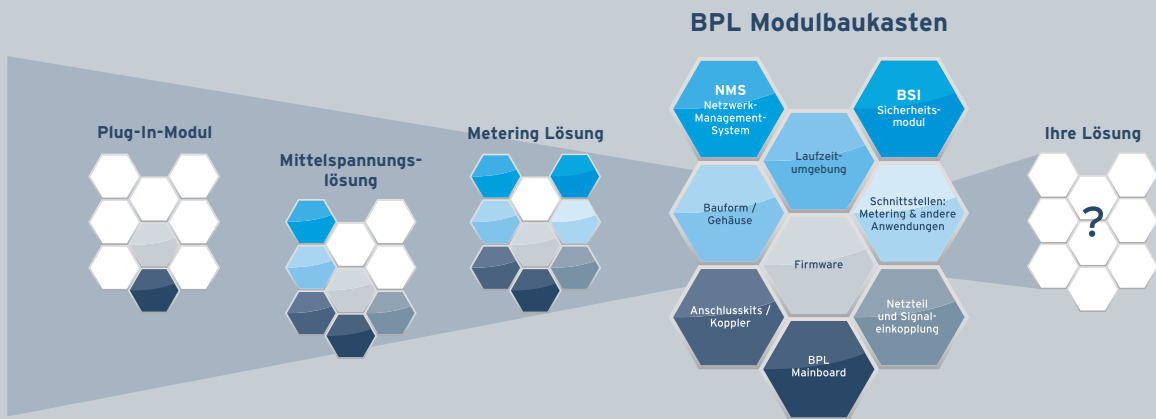 BPL Modulbaukasten
Plug-In-Modul
Mittelspannungs-
lösung
Metering Lösung
NMS
Netzwerk-
Management-
System
BSI
Sicherheits-
modul
Laufzeit-
umgebung
Bauform /
Gehäuse
Schnittstellen:
Metering & andere
Anwendungen
Firmware
Anschlusskits /
Koppler
Netzteil
und Signal-
einkopplung
BPL
Mainboard
Ihre Lösung
?